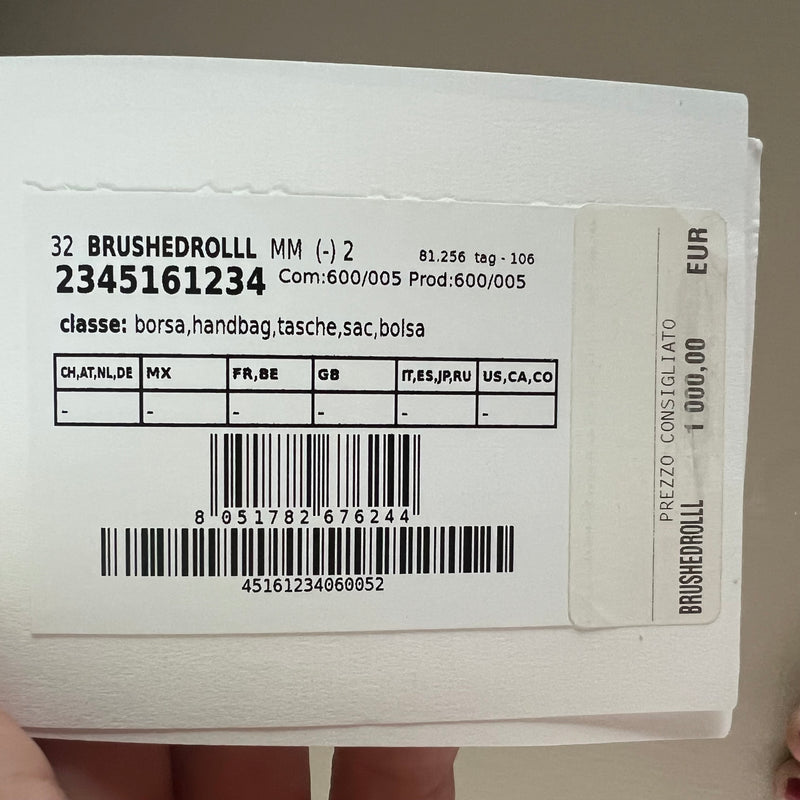 32 BRUSHEDROLLL MM (-) 2
81.256 tag - 106
2345161234 Com:600/005 Prod:600/005
classe: borsa,handbag,tasche,sac,bolsa
CH,AT,NL,DE MX FR,BE GB IT,ES,JP,RU US,CA,CO
- - - - - -
8 051782 676244
45161234060052
PREZZO CONSIGLIATO
BRUSHEDROLLL 1 000,00 EUR